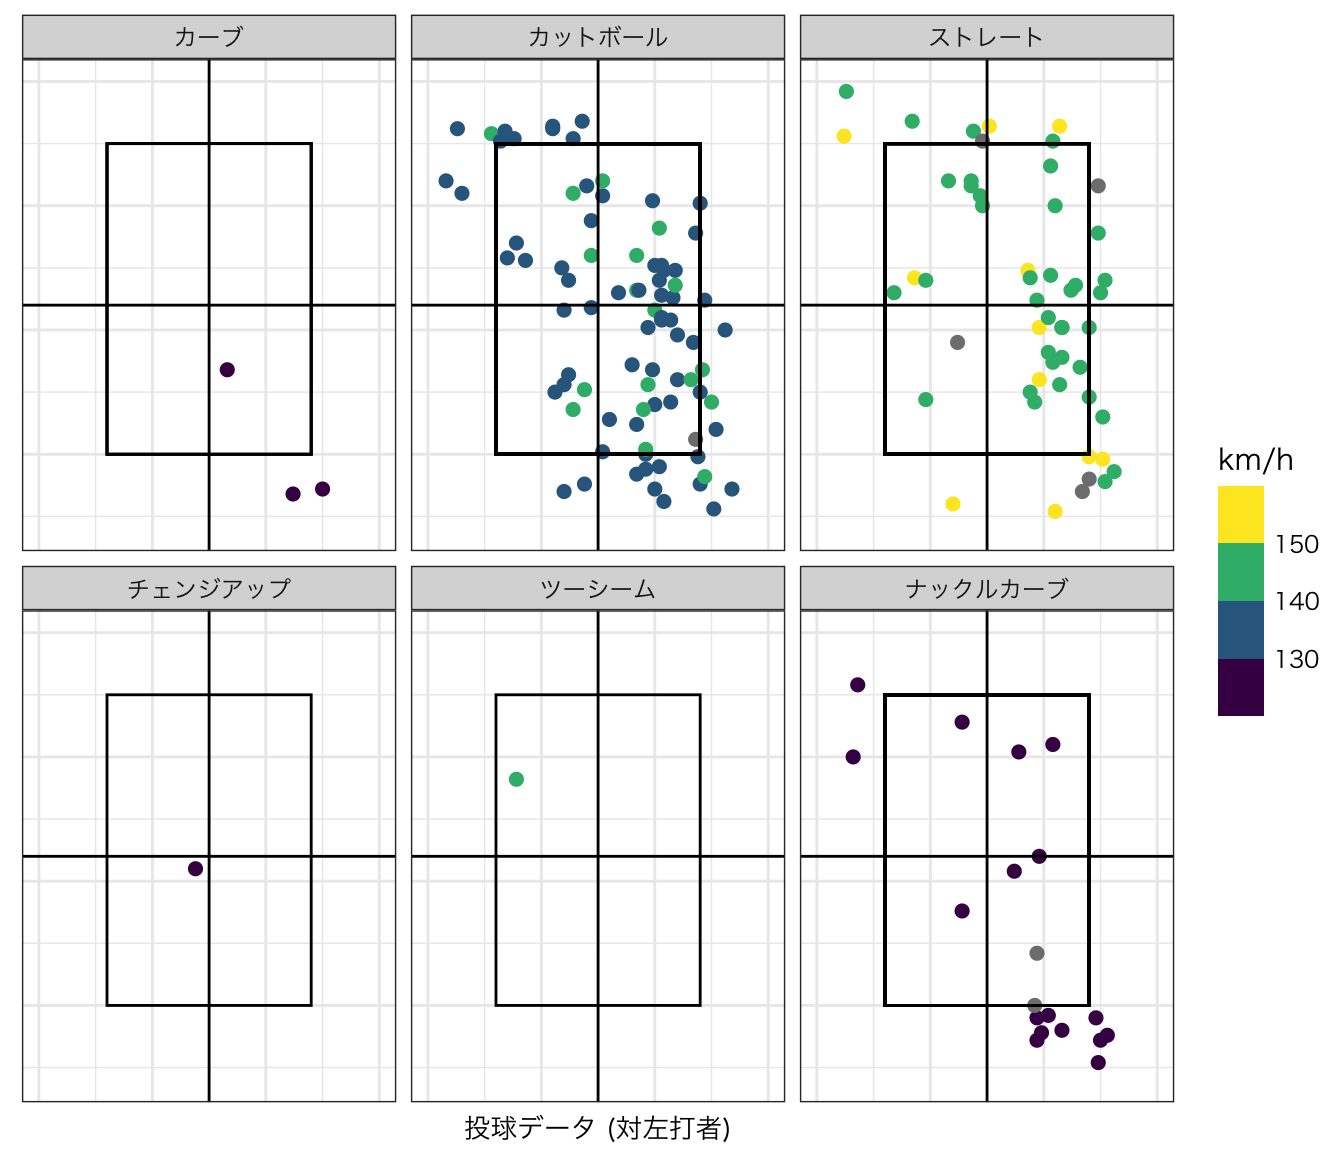 カーブ
カットボール
ストレート
チェンジアップ
ツーシーム
ナックルカーブ
km/h
150
140
130
投球データ (対左打者)